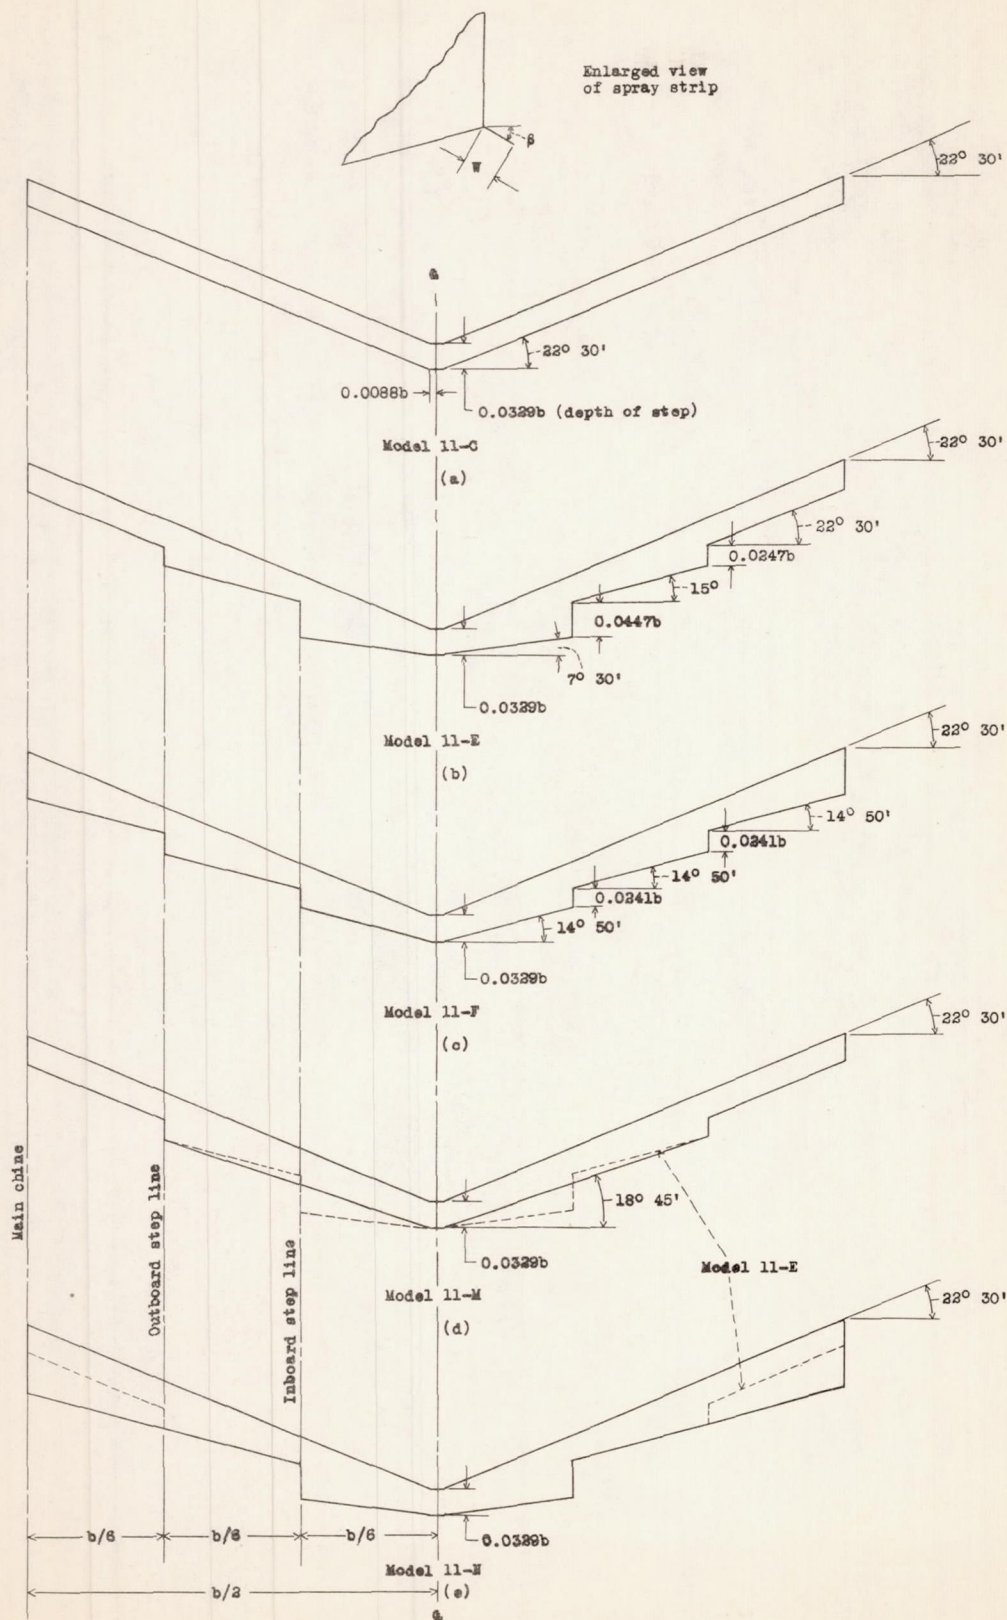 Enlarged view
of spray strip
β
W
22° 30'
℄
22° 30'
0.0088b
0.0329b (depth of step)
Model 11-C
(a)
22° 30'
22° 30'
0.0247b
15°
0.0447b
7° 30'
0.0329b
Model 11-E
(b)
22° 30'
14° 50'
0.0241b
14° 50'
0.0241b
14° 50'
0.0329b
Model 11-F
(c)
22° 30'
18° 45'
0.0329b
Model 11-E
Model 11-M
(d)
Main chine
Outboard step line
Inboard step line
22° 30'
b/6
b/6
b/6
0.0329b
Model 11-N
b/2
(e)
℄